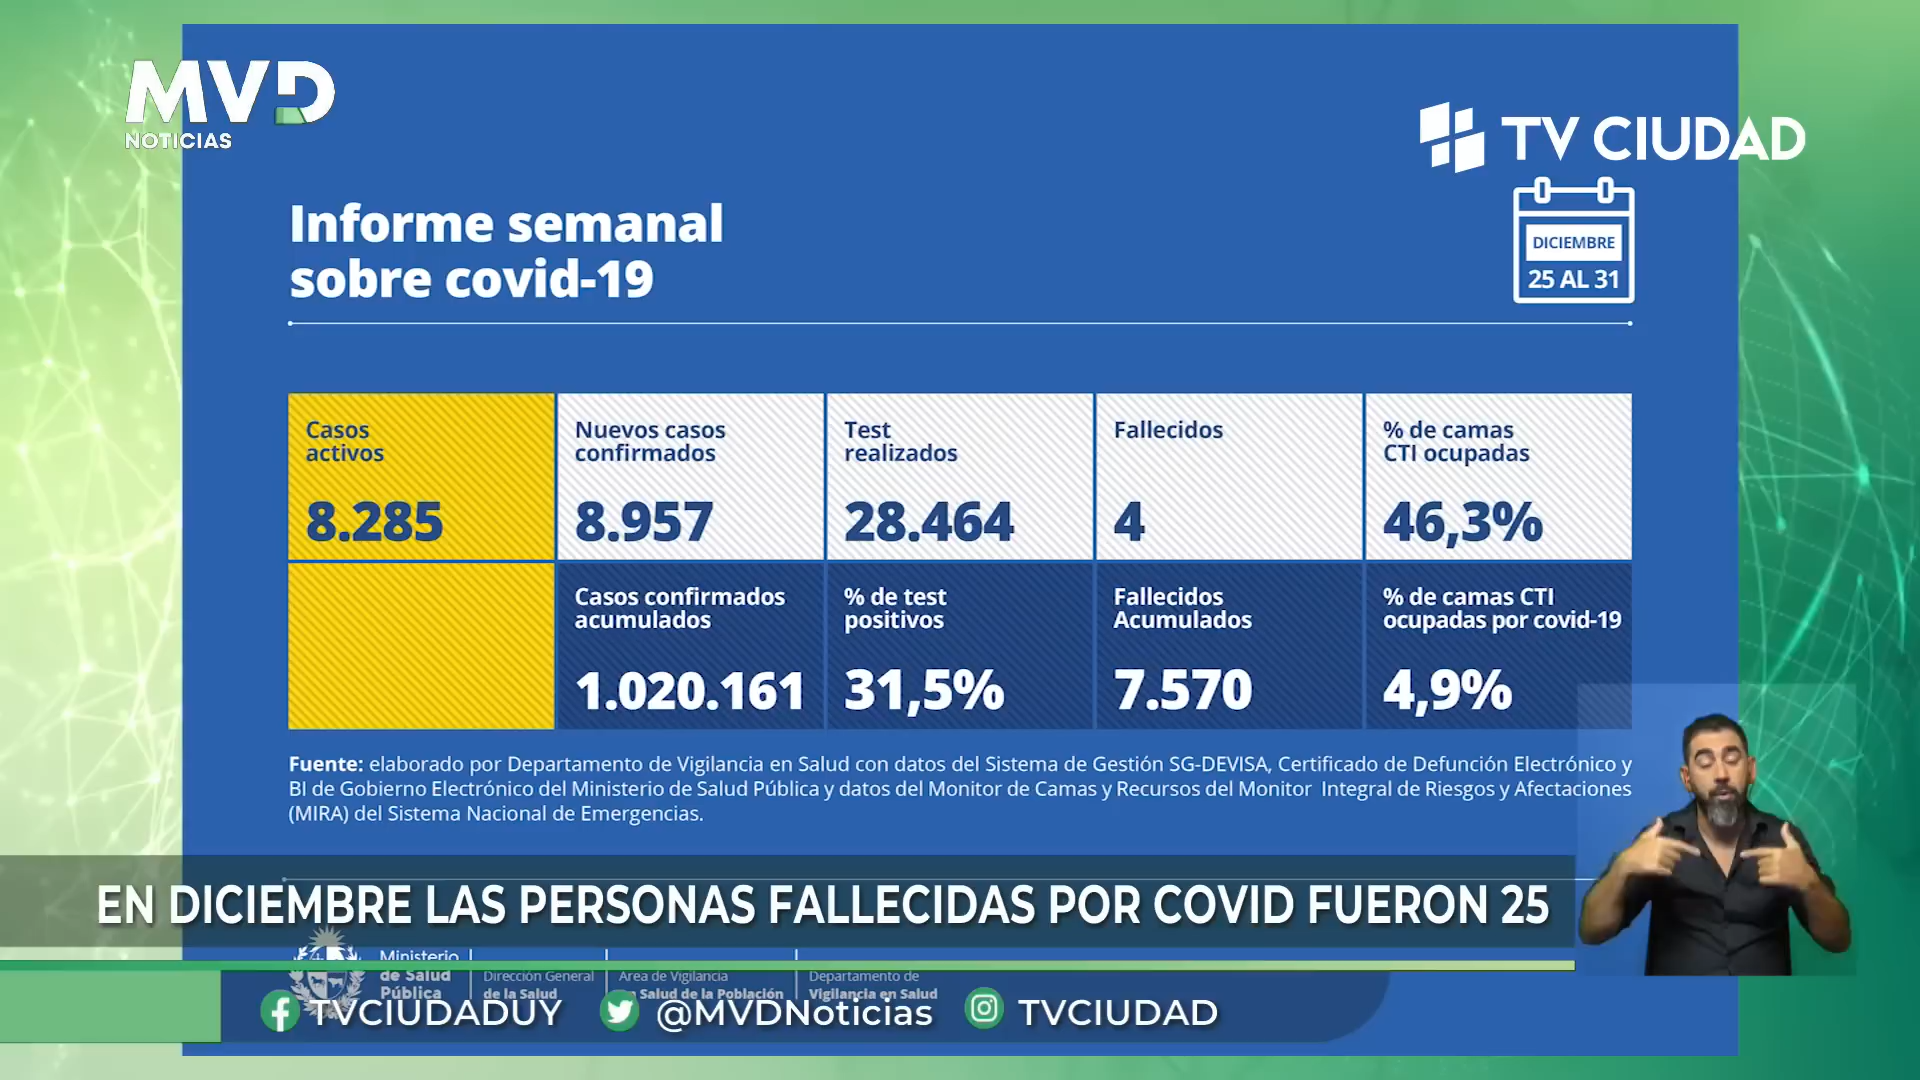 MVD
NOTICIAS
TV CIUDAD
Informe semanal
sobre covid-19
DICIEMBRE
25 AL 31
Casos
activos
8.285
Nuevos casos
confirmados
8.957
Test
realizados
28.464
Fallecidos
4
% de camas
CTI ocupadas
46,3%
Casos confirmados
acumulados
1.020.161
% de test
positivos
31,5%
Fallecidos
Acumulados
7.570
% de camas CTI
ocupadas por covid-19
4,9%
Fuente: elaborado por Departamento de Vigilancia en Salud con datos del Sistema de Gestión SG-DEVISA, Certificado de Defunción Electrónico y
BI de Gobierno Electrónico del Ministerio de Salud Pública y datos del Monitor de Camas y Recursos del Monitor Integral de Riesgos y Afectaciones
(MIRA) del Sistema Nacional de Emergencias.
EN DICIEMBRE LAS PERSONAS FALLECIDAS POR COVID FUERON 25
Ministerio
de Salud
Pública
Dirección General
de la Salud
Área de Vigilancia
en Salud de la Población
Departamento de
Vigilancia en Salud
TVCIUDADUY
@MVDNoticias
TVCIUDAD